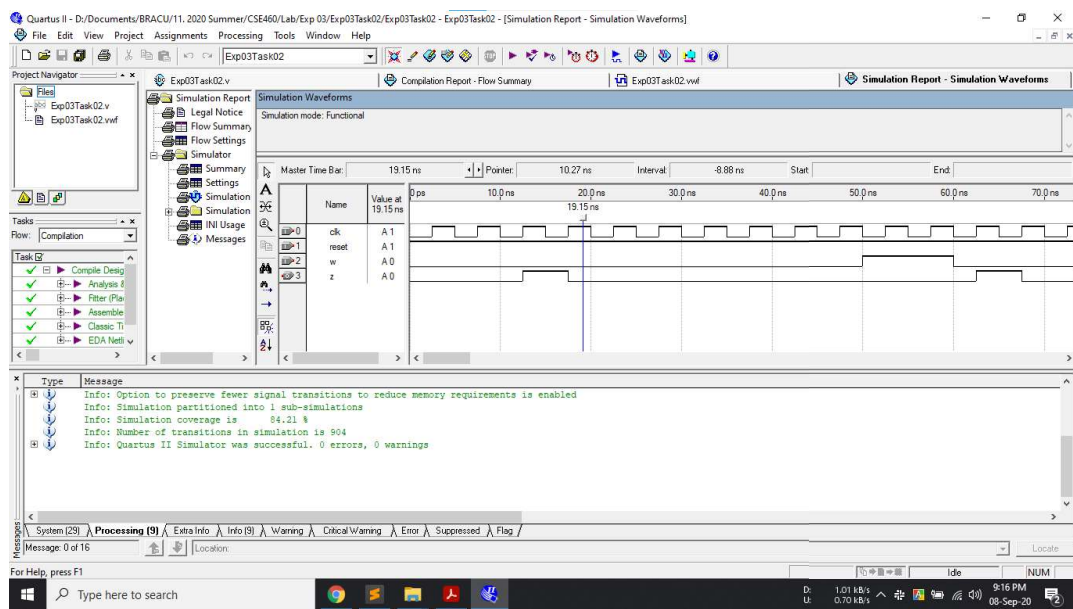 Quartus II - D:/Documents/BRACU/11. 2020 Summer/CSE460/Lab/Exp 03/Exp03Task02/Exp03Task02 - Exp03Task02 - [Simulation Report - Simulation Waveforms]
File Edit View Project Assignments Processing Tools Window Help
Exp03Task02
Project Navigator
Files
Exp03Task02.v
Exp03Task02.vwf
Tasks
Flow: Compilation
Task
Compile Desig
Analysis &
Fitter (Pla
Assemble
Classic Ti
EDA Netli
Exp03Task02.v
Compilation Report - Flow Summary
Exp03Task02.vwf
Simulation Report - Simulation Waveforms
Simulation Report
Legal Notice
Flow Summary
Flow Settings
Simulator
Summary
Settings
Simulation
Simulation
INI Usage
Messages
Simulation Waveforms
Simulation mode: Functional
Master Time Bar: 19.15 ns Pointer: 10.27 ns Interval: -8.88 ns Start: End:
Name Value at 19.15 ns
0 ps 10.0 ns 20.0 ns 30.0 ns 40.0 ns 50.0 ns 60.0 ns 70.0 ns
19.15 ns
0 clk A 1
1 reset A 1
2 w A 0
3 z A 0
Type Message
Info: Option to preserve fewer signal transitions to reduce memory requirements is enabled
Info: Simulation partitioned into 1 sub-simulations
Info: Simulation coverage is 84.21 %
Info: Number of transitions in simulation is 904
Info: Quartus II Simulator was successful. 0 errors, 0 warnings
Messages
System (29) Processing (9) Extra Info Info (9) Warning Critical Warning Error Suppressed Flag
Message: 0 of 16 Location: Locate
For Help, press F1 Idle NUM
Type here to search
D: 1.01 kB/s
U: 0.70 kB/s
9:16 PM
08-Sep-20
2